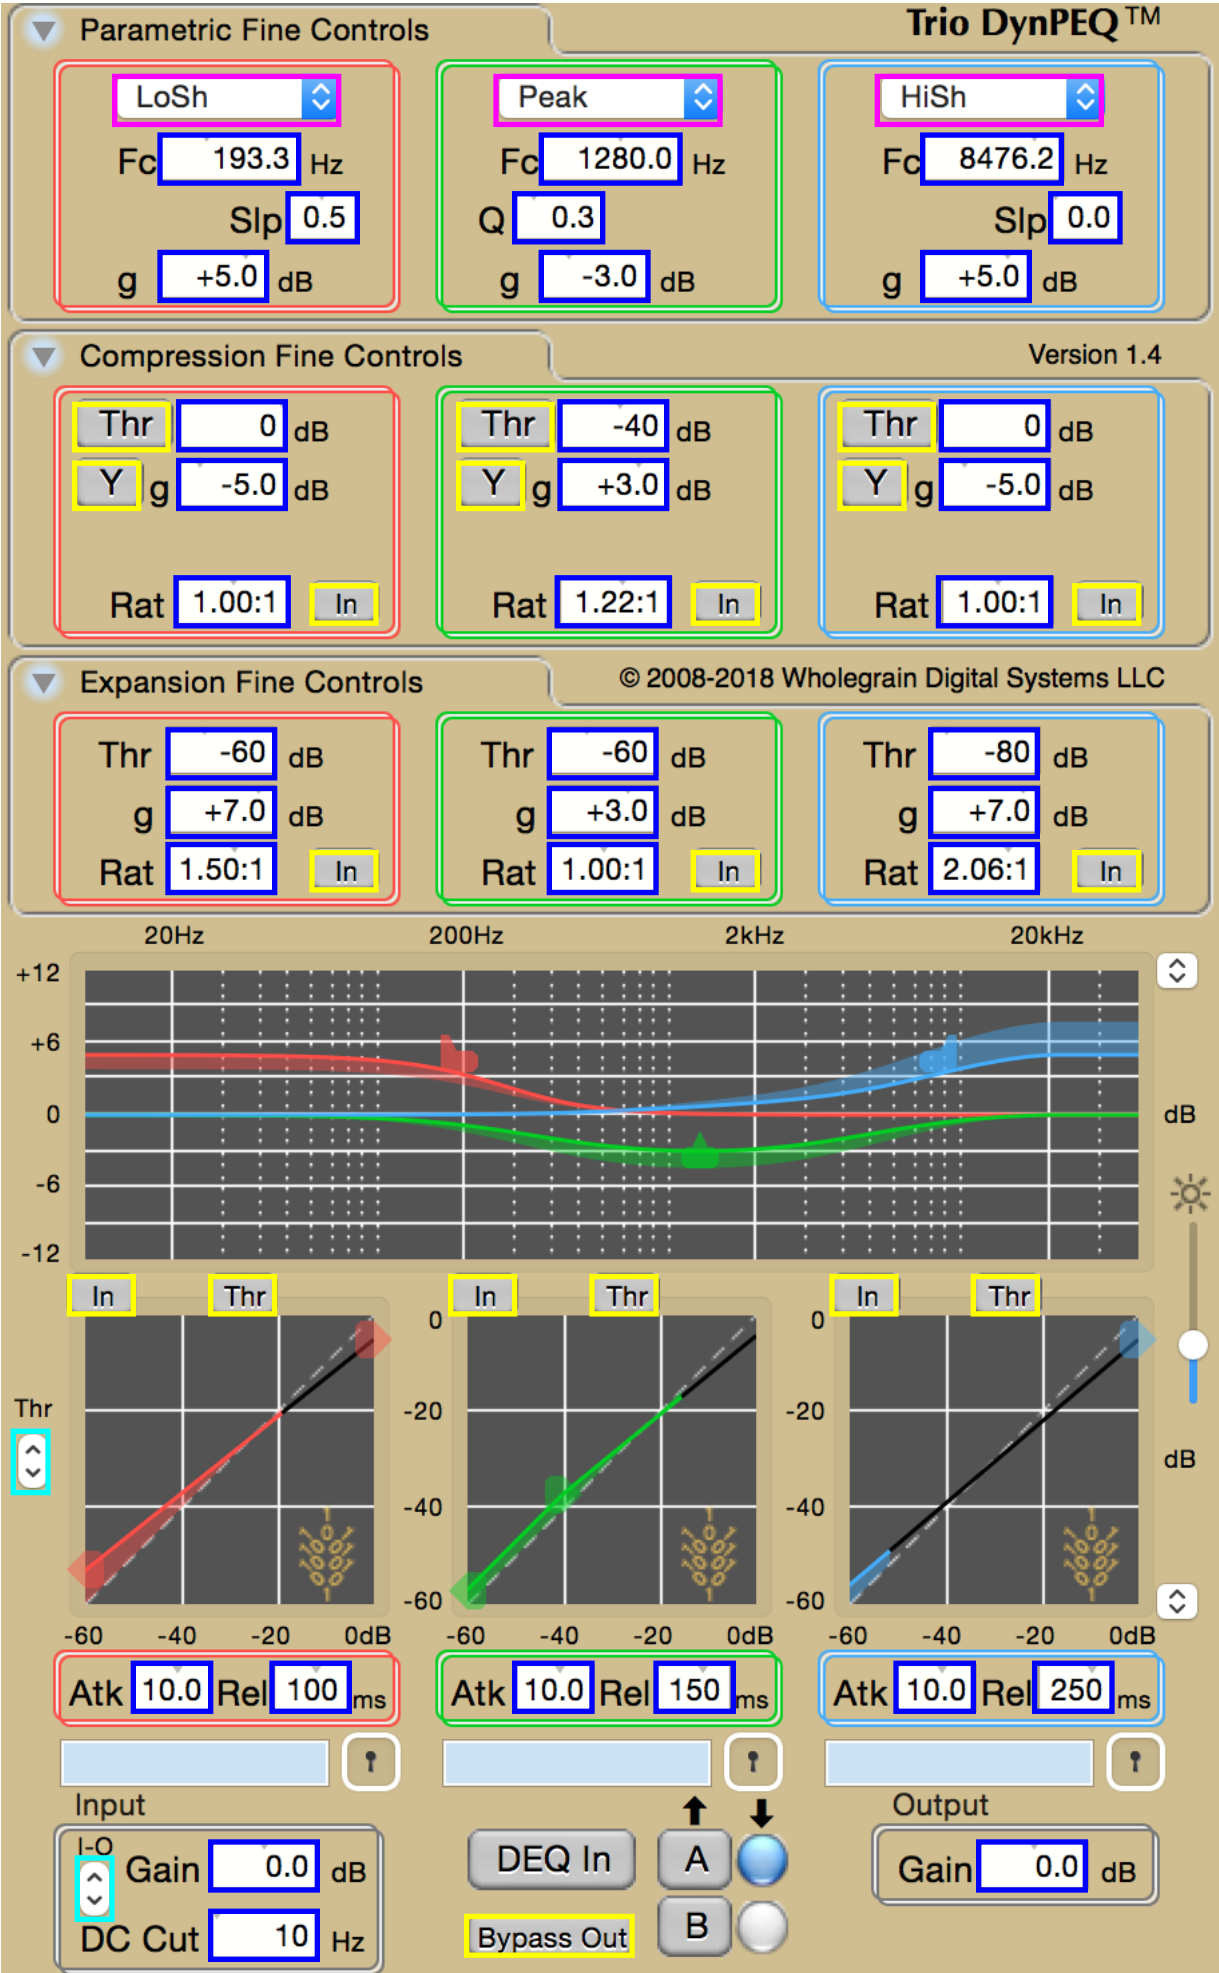 Parametric Fine Controls Trio DynPEQ™
LoSh Peak HiSh
Fc 193.3 Hz Fc 1280.0 Hz Fc 8476.2 Hz
Slp 0.5 Q 0.3 Slp 0.0
g +5.0 dB g -3.0 dB g +5.0 dB
Compression Fine Controls Version 1.4
Thr 0 dB Thr -40 dB Thr 0 dB
Y g -5.0 dB Y g +3.0 dB Y g -5.0 dB
Rat 1.00:1 In Rat 1.22:1 In Rat 1.00:1 In
Expansion Fine Controls © 2008-2018 Wholegrain Digital Systems LLC
Thr -60 dB Thr -60 dB Thr -80 dB
g +7.0 dB g +3.0 dB g +7.0 dB
Rat 1.50:1 In Rat 1.00:1 In Rat 2.06:1 In
20Hz 200Hz 2kHz 20kHz
+12
+6
0 dB
-6
-12
In Thr In Thr In Thr
0 0
Thr -20 -20
dB
-40 -40
-60 -60
-60 -40 -20 0dB -60 -40 -20 0dB -60 -40 -20 0dB
Atk 10.0 Rel 100 ms Atk 10.0 Rel 150 ms Atk 10.0 Rel 250 ms
Input Output
I-O
Gain 0.0 dB DEQ In A Gain 0.0 dB
DC Cut 10 Hz Bypass Out B